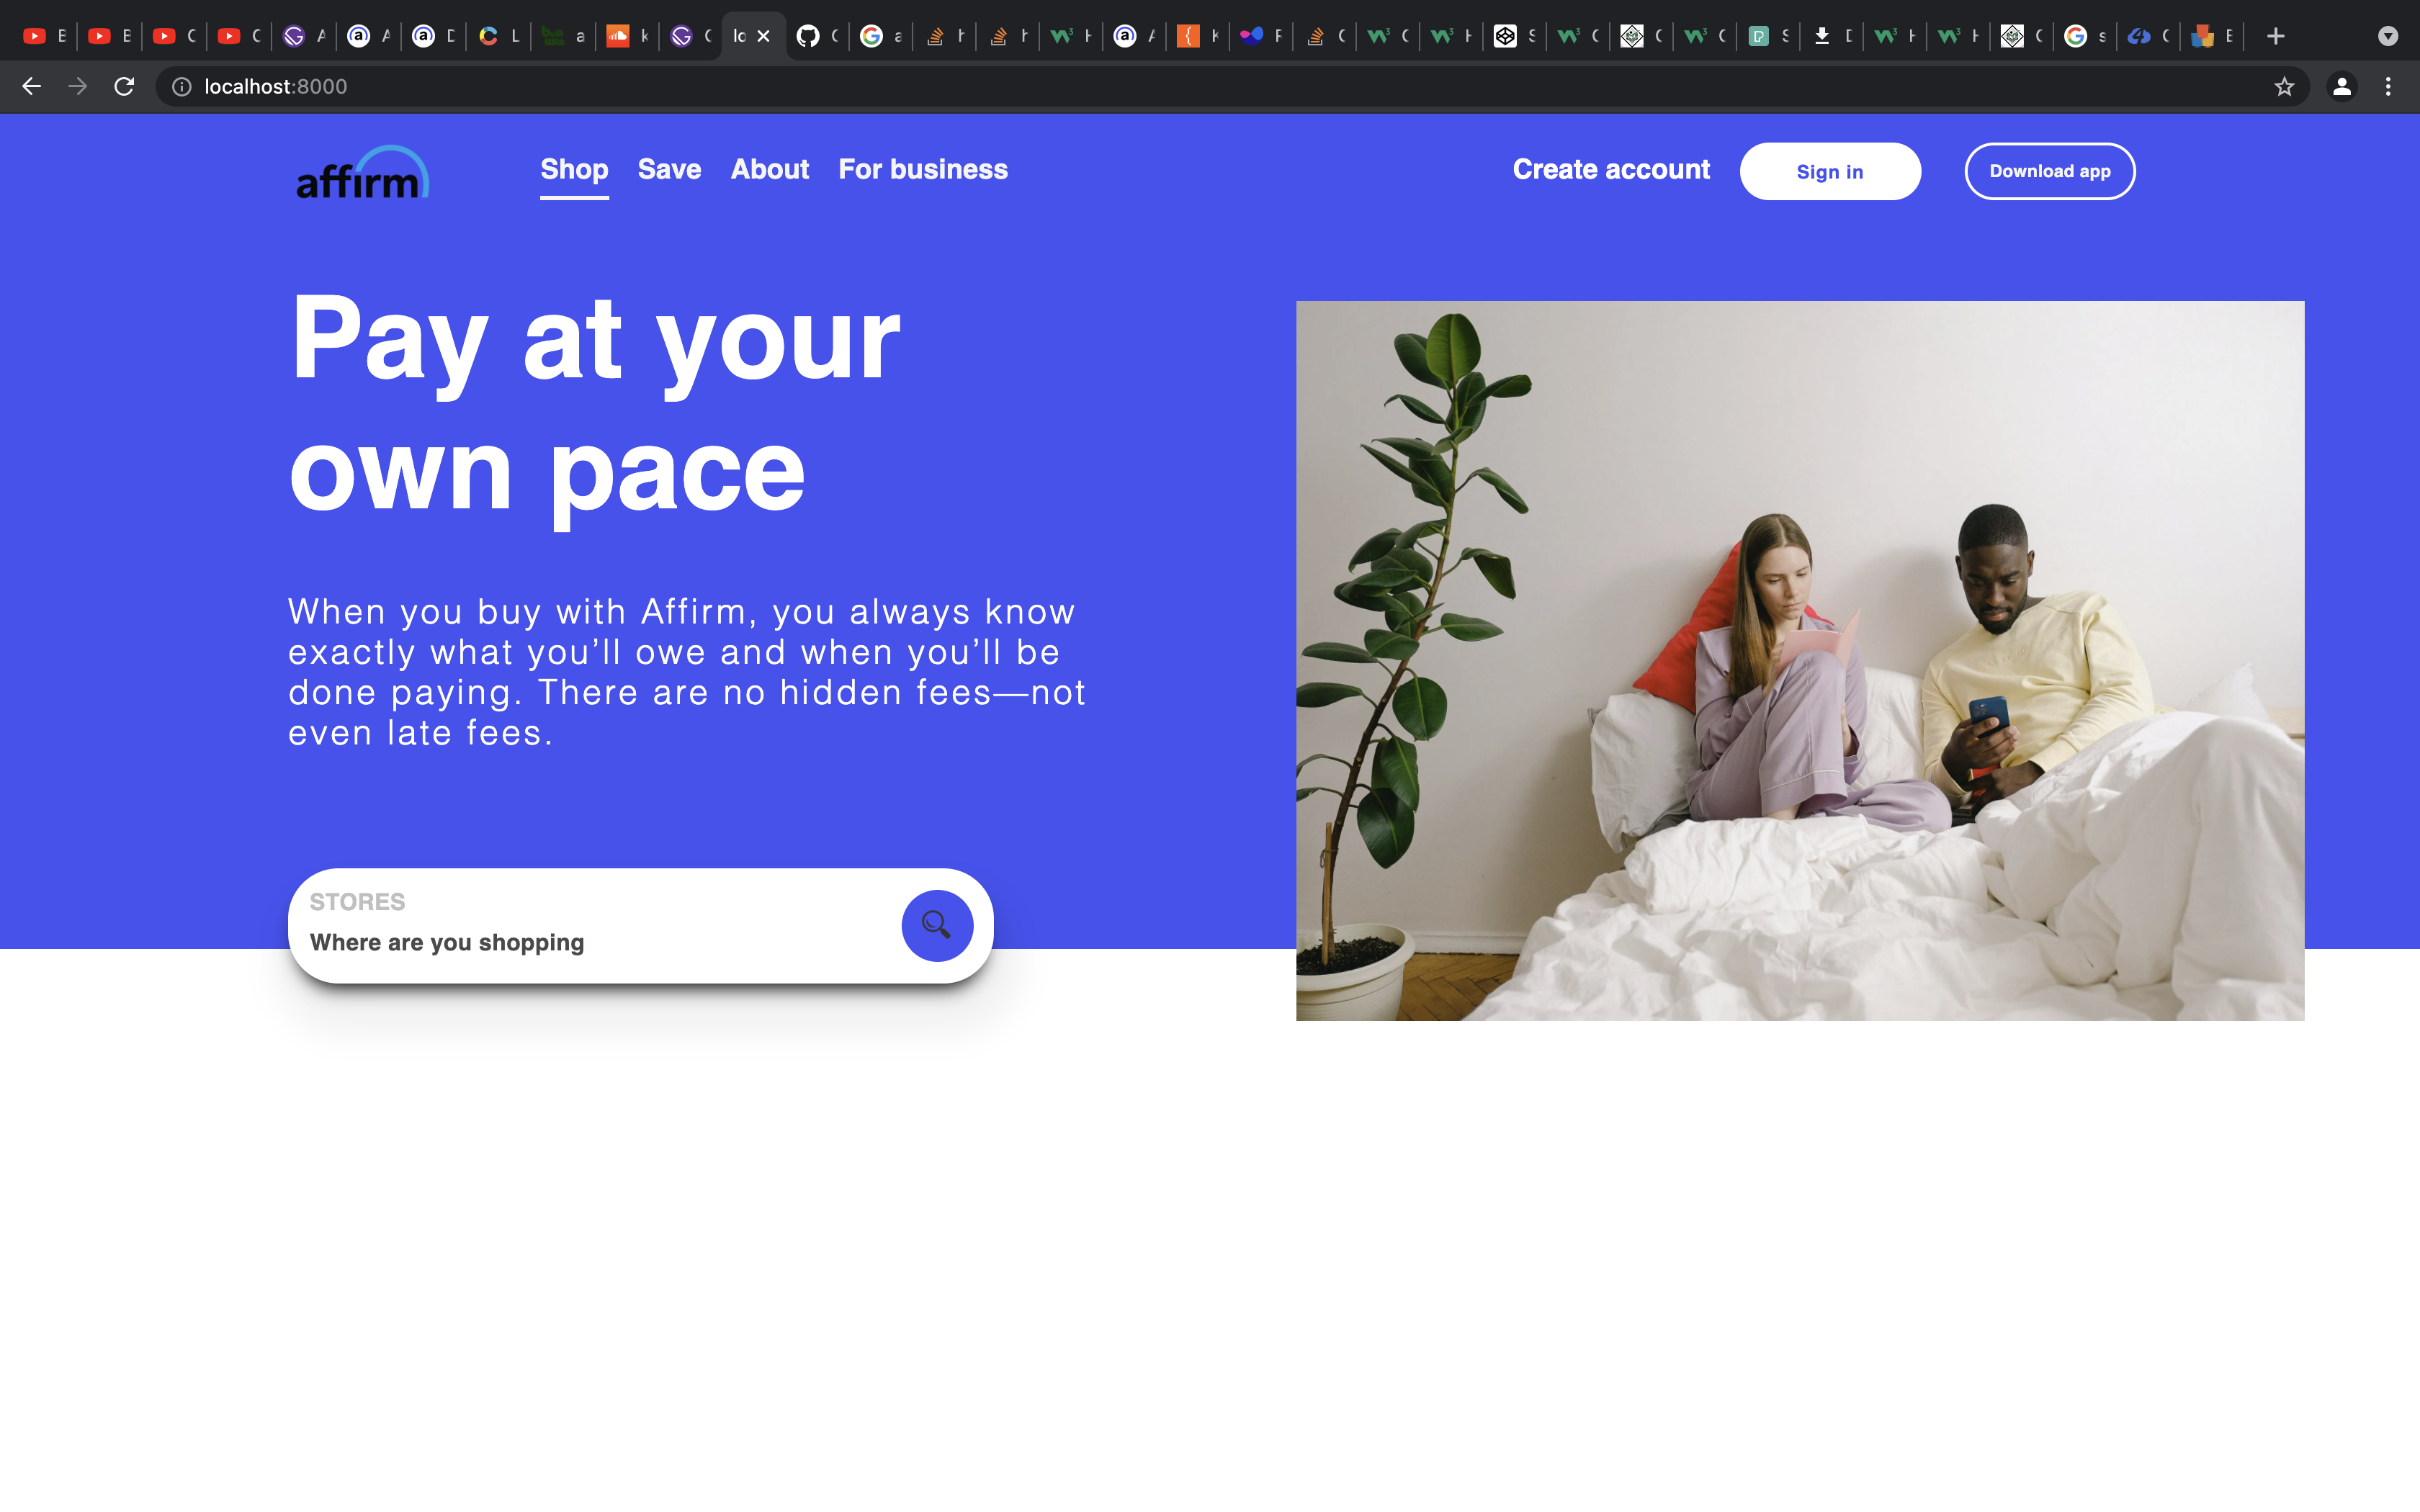 localhost:8000
affirm
Shop Save About For business
Create account Sign in Download app
Pay at your
own pace
When you buy with Affirm, you always know
exactly what you’ll owe and when you’ll be
done paying. There are no hidden fees—not
even late fees.
STORES
Where are you shopping